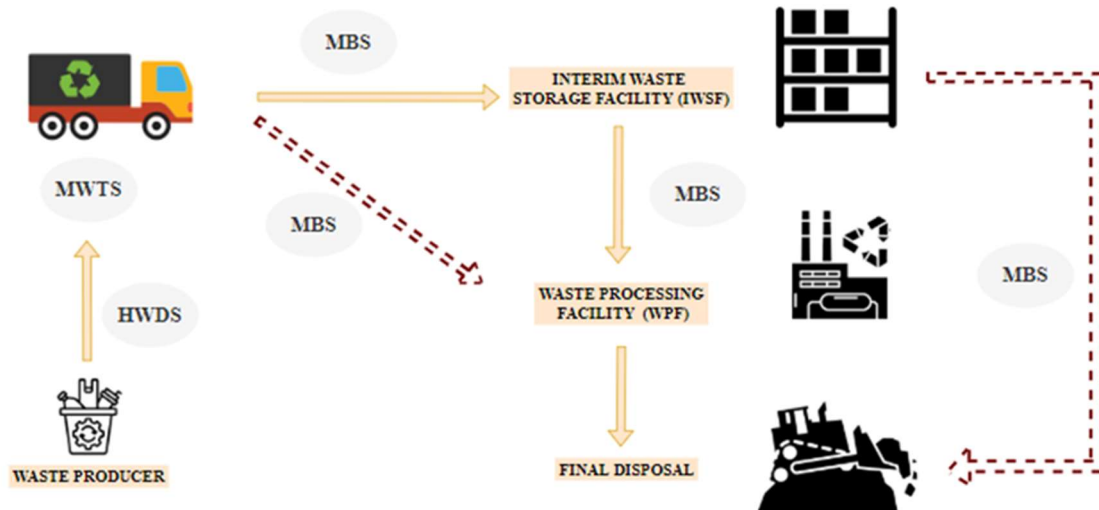 MBS
INTERIM WASTE
STORAGE FACILITY (IWSF)
MWTS
MBS
MBS
HWDS
WASTE PROCESSING
FACILITY (WPF)
MBS
WASTE PRODUCER
FINAL DISPOSAL